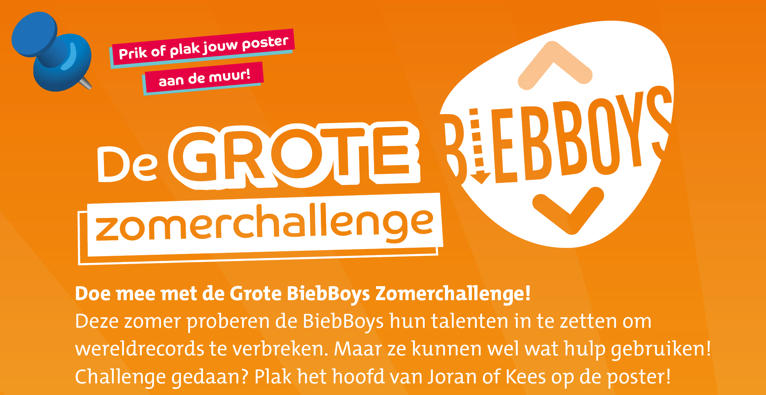 Prik of plak jouw poster
aan de muur!
De GROTE
zomerchallenge
BIEBBOYS
Doe mee met de Grote BiebBoys Zomerchallenge!
Deze zomer proberen de BiebBoys hun talenten in te zetten om
wereldrecords te verbreken. Maar ze kunnen wel wat hulp gebruiken!
Challenge gedaan? Plak het hoofd van Joran of Kees op de poster!